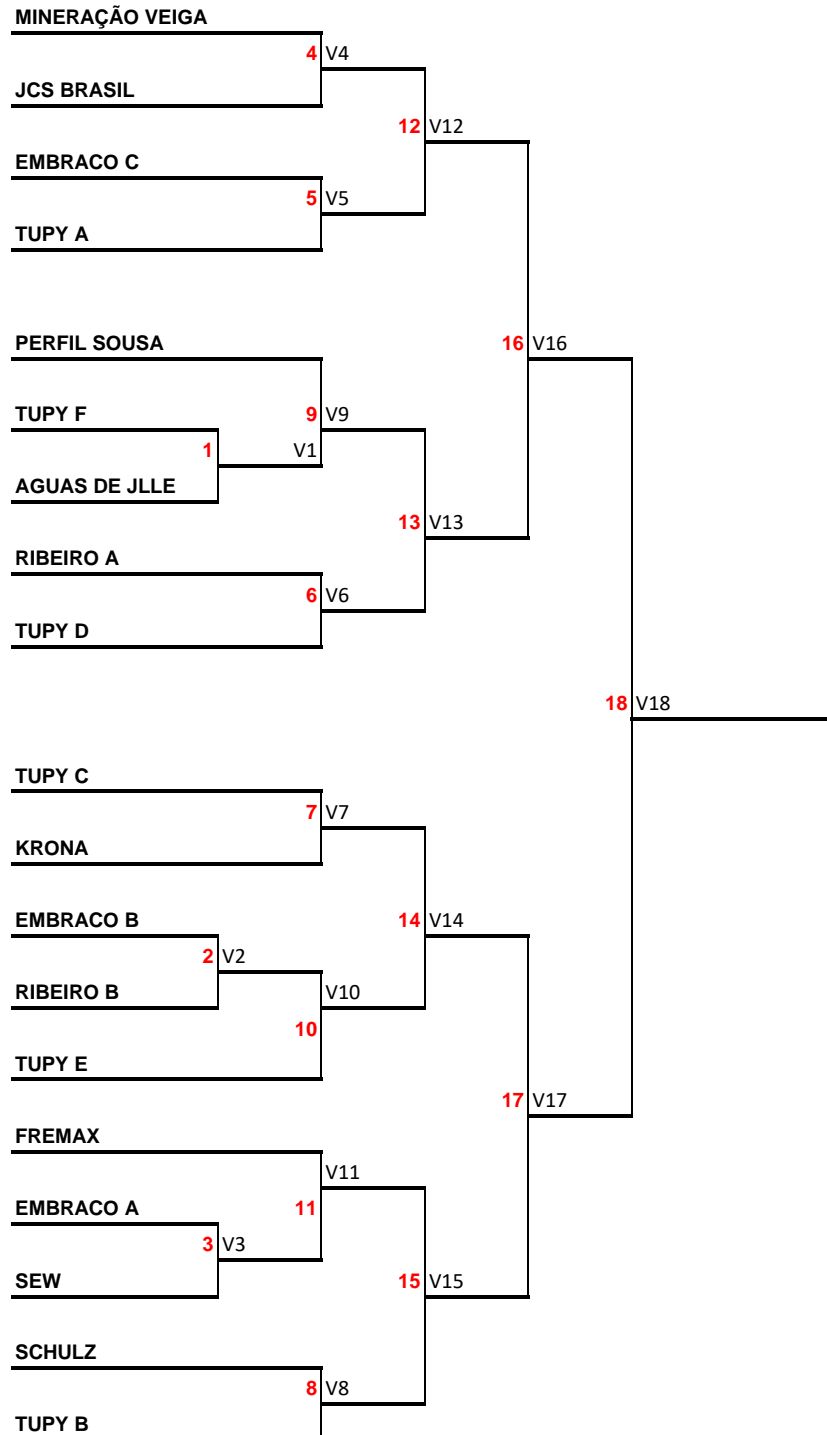 MINERAÇÃO VEIGA
4 V4
JCS BRASIL
12 V12
EMBRACO C
5 V5
TUPY A
PERFIL SOUSA
16 V16
TUPY F
9 V9
1 V1
AGUAS DE JLLE
13 V13
RIBEIRO A
6 V6
TUPY D
18 V18
TUPY C
7 V7
KRONA
EMBRACO B
14 V14
2 V2
RIBEIRO B
V10
10
TUPY E
17 V17
FREMAX
V11
EMBRACO A
11
3 V3
SEW
15 V15
SCHULZ
8 V8
TUPY B